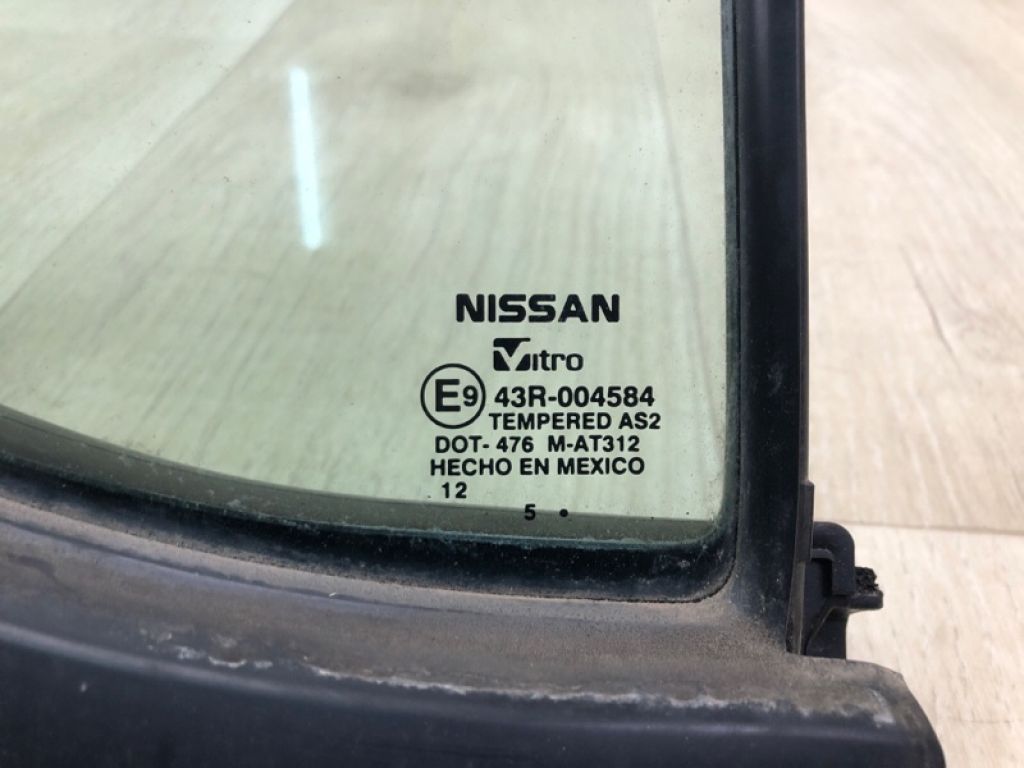 NISSAN
Vitro
E9 43R-004584
TEMPERED AS2
DOT- 476 M-AT312
HECHO EN MEXICO
12
5 •